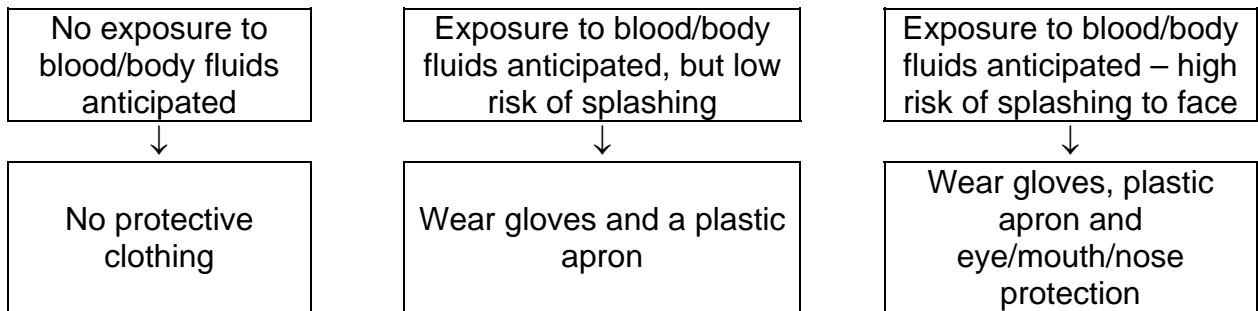 No exposure to
blood/body fluids
anticipated
↓
No protective
clothing
Exposure to blood/body
fluids anticipated, but low
risk of splashing
↓
Wear gloves and a plastic
apron
Exposure to blood/body
fluids anticipated – high
risk of splashing to face
↓
Wear gloves, plastic
apron and
eye/mouth/nose
protection